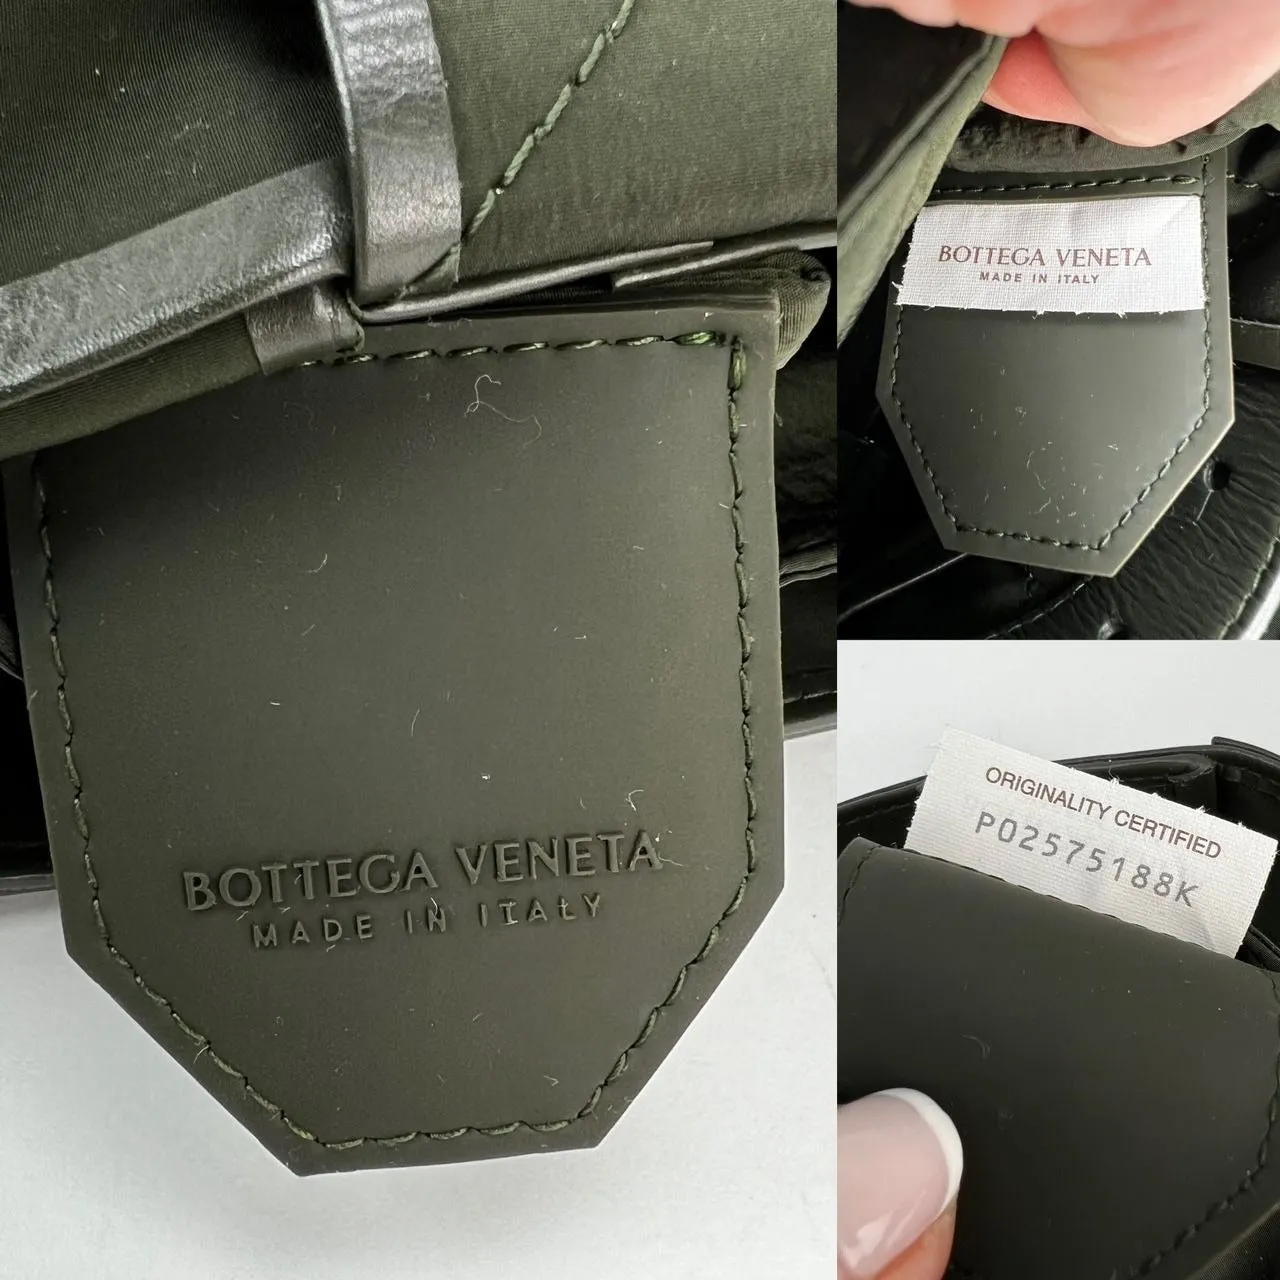 BOTTEGA VENETA
MADE IN ITALY
BOTTEGA VENETA
MADE IN ITALY
ORIGINALITY CERTIFIED
P02575188K